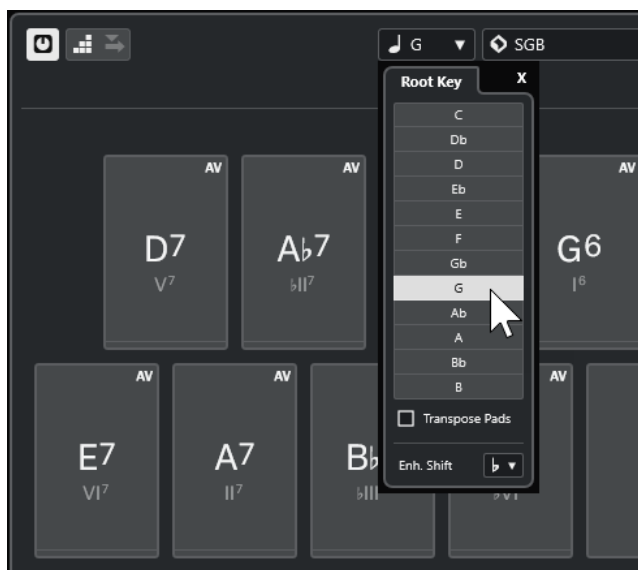 G ▼ SGB
Root Key X
C
Db
D
Eb
E
F
Gb
G
Ab
A
Bb
B
Transpose Pads
Enh. Shift ♭ ▼
AV AV AV
D7 A♭7 G6
V7 ♭II7 I6
AV AV AV
E7 A7 B♭
VI7 II7 ♭III ♭VI